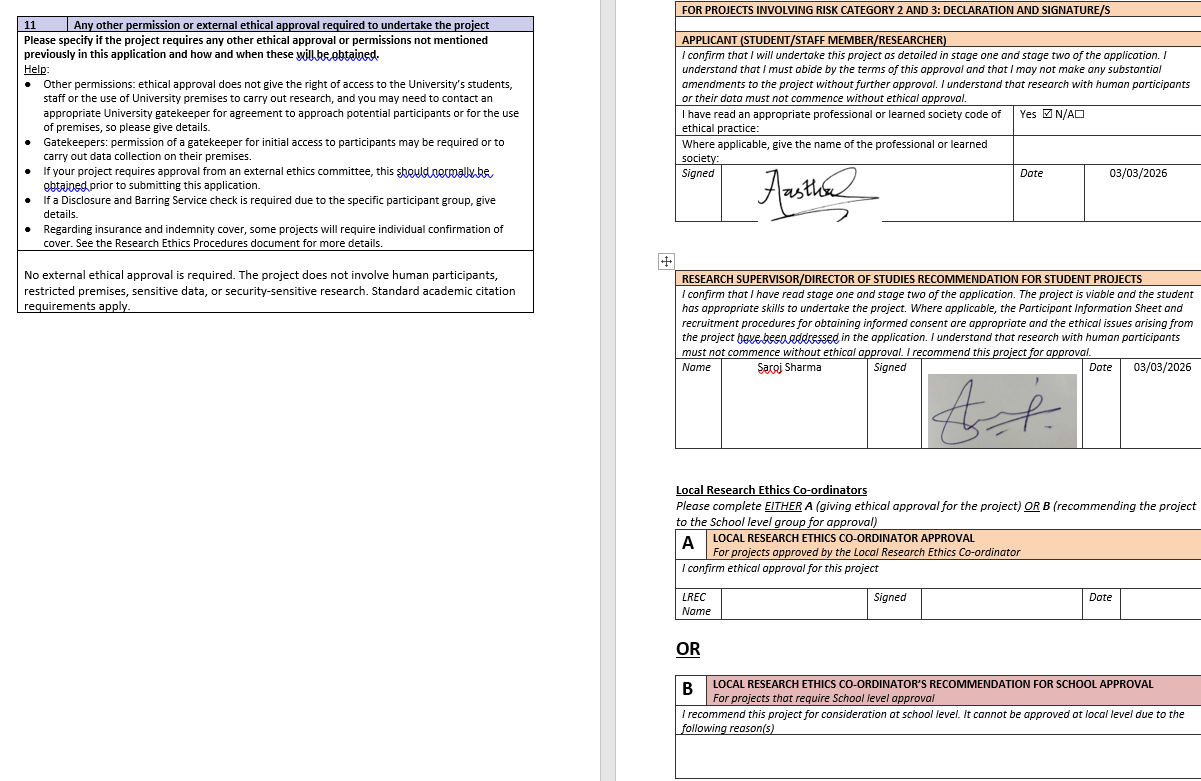 11 Any other permission or external ethical approval required to undertake the project
Please specify if the project requires any other ethical approval or permissions not mentioned
previously in this application and how and when these will be obtained.
Help:
● Other permissions: ethical approval does not give the right of access to the University's students,
staff or the use of University premises to carry out research, and you may need to contact an
appropriate University gatekeeper for agreement to approach potential participants or for the use
of premises, so please give details.
● Gatekeepers: permission of a gatekeeper for initial access to participants may be required or to
carry out data collection on their premises.
● If your project requires approval from an external ethics committee, this should normally be
obtained prior to submitting this application.
● If a Disclosure and Barring Service check is required due to the specific participant group, give
details.
● Regarding insurance and indemnity cover, some projects will require individual confirmation of
cover. See the Research Ethics Procedures document for more details.
No external ethical approval is required. The project does not involve human participants,
restricted premises, sensitive data, or security-sensitive research. Standard academic citation
requirements apply.
FOR PROJECTS INVOLVING RISK CATEGORY 2 AND 3: DECLARATION AND SIGNATURE/S
APPLICANT (STUDENT/STAFF MEMBER/RESEARCHER)
I confirm that I will undertake this project as detailed in stage one and stage two of the application. I
understand that I must abide by the terms of this approval and that I may not make any substantial
amendments to the project without further approval. I understand that research with human participants
or their data must not commence without ethical approval.
I have read an appropriate professional or learned society code of
ethical practice:
Yes ☑ N/A☐
Where applicable, give the name of the professional or learned
society:
Signed Aastha Date 03/03/2026
RESEARCH SUPERVISOR/DIRECTOR OF STUDIES RECOMMENDATION FOR STUDENT PROJECTS
I confirm that I have read stage one and stage two of the application. The project is viable and the student
has appropriate skills to undertake the project. Where applicable, the Participant Information Sheet and
recruitment procedures for obtaining informed consent are appropriate and the ethical issues arising from
the project have been addressed in the application. I understand that research with human participants
must not commence without ethical approval. I recommend this project for approval.
Name Saroj Sharma Signed Date 03/03/2026
Local Research Ethics Co-ordinators
Please complete EITHER A (giving ethical approval for the project) OR B (recommending the project
to the School level group for approval)
A LOCAL RESEARCH ETHICS CO-ORDINATOR APPROVAL
For projects approved by the Local Research Ethics Co-ordinator
I confirm ethical approval for this project
LREC Signed Date
Name
OR
B LOCAL RESEARCH ETHICS CO-ORDINATOR'S RECOMMENDATION FOR SCHOOL APPROVAL
For projects that require School level approval
I recommend this project for consideration at school level. It cannot be approved at local level due to the
following reason(s)